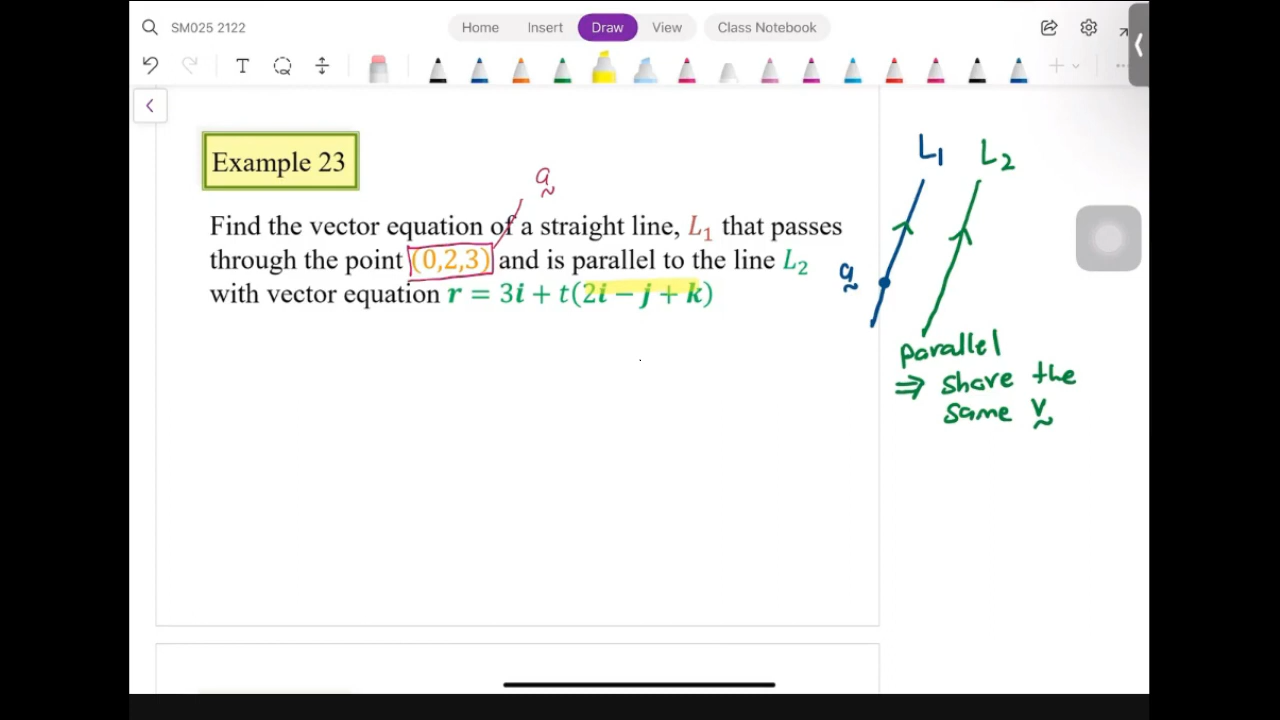 SM025 2122
Home Insert Draw View Class Notebook
T
Example 23
a
Find the vector equation of a straight line, L₁ that passes
through the point (0,2,3) and is parallel to the line L₂
with vector equation r = 3i + t(2i − j + k)
L₁ L₂
a
parallel
⇒ share the
same v